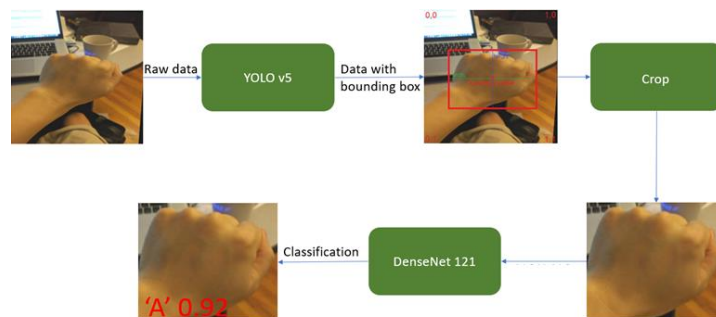 Raw data
YOLO v5
Data with
bounding box
0,0
1,0
Crop
DenseNet 121
Classification
'A' 0.92